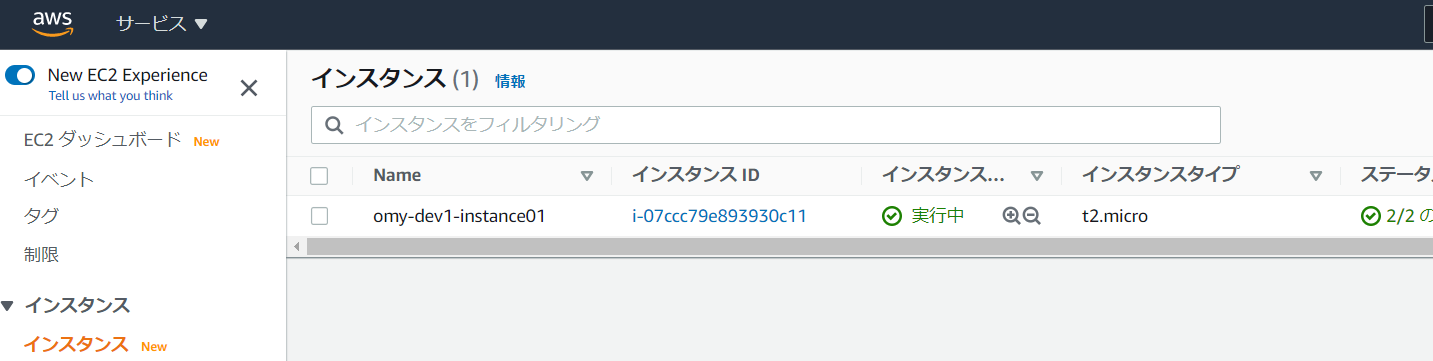 aws サービス ▼
New EC2 Experience
Tell us what you think
EC2 ダッシュボード New
イベント
タグ
制限
インスタンス
インスタンス New
インスタンス (1) 情報
インスタンスをフィルタリング
Name インスタンス ID インスタンス... インスタンスタイプ ステータ
omy-dev1-instance01 i-07ccc79e893930c11 実行中 t2.micro 2/2 の